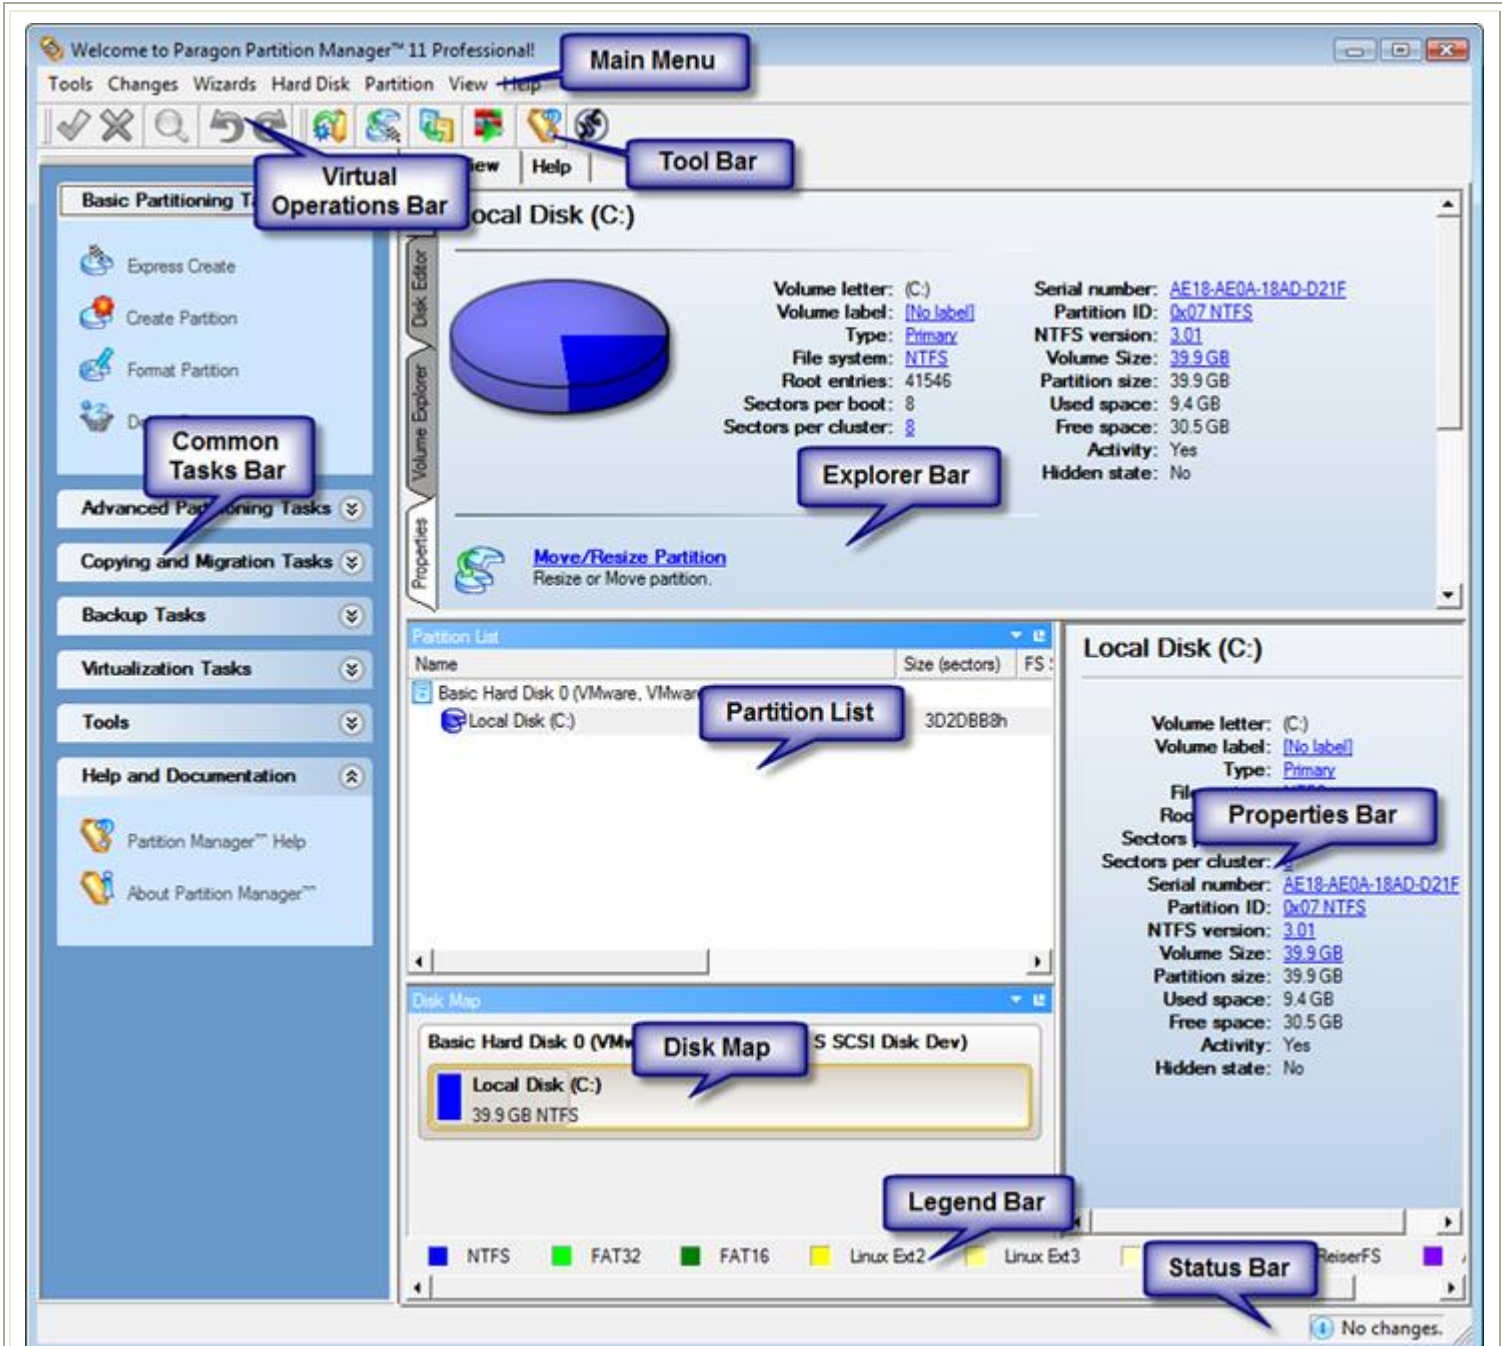 Welcome to Paragon Partition Manager™ 11 Professional!
Main Menu
Tools Changes Wizards Hard Disk Partition View Help
Virtual Operations Bar
Tool Bar
Help
Basic Partitioning
Express Create
Create Partition
Format Partition
Common Tasks Bar
Advanced Partitioning Tasks
Copying and Migration Tasks
Backup Tasks
Virtualization Tasks
Tools
Help and Documentation
Partition Manager™ Help
About Partition Manager™
Disk Editor
Volume Explorer
Properties
Local Disk (C:)
Volume letter: (C:)
Volume label: [No label]
Type: Primary
File system: NTFS
Root entries: 41546
Sectors per boot: 8
Sectors per cluster: 8
Serial number: AE18-AE0A-18AD-D21F
Partition ID: 0x07 NTFS
NTFS version: 3.01
Volume Size: 39.9 GB
Partition size: 39.9 GB
Used space: 9.4 GB
Free space: 30.5 GB
Activity: Yes
Hidden state: No
Explorer Bar
Move/Resize Partition
Resize or Move partition.
Partition List
Name Size (sectors) FS
Basic Hard Disk 0 (VMware, VMwar
Local Disk (C:) 3D2DBB8h
Partition List
Disk Map
Basic Hard Disk 0 (VMw S SCSI Disk Dev)
Disk Map
Local Disk (C:)
39.9 GB NTFS
Local Disk (C:)
Volume letter: (C:)
Volume label: [No label]
Type: Primary
Properties Bar
Sectors
Sectors per cluster: 8
Serial number: AE18-AE0A-18AD-D21F
Partition ID: 0x07 NTFS
NTFS version: 3.01
Volume Size: 39.9 GB
Partition size: 39.9 GB
Used space: 9.4 GB
Free space: 30.5 GB
Activity: Yes
Hidden state: No
Legend Bar
NTFS FAT32 FAT16 Linux Ext2 Linux Ext3 ReiserFS
Status Bar
No changes.